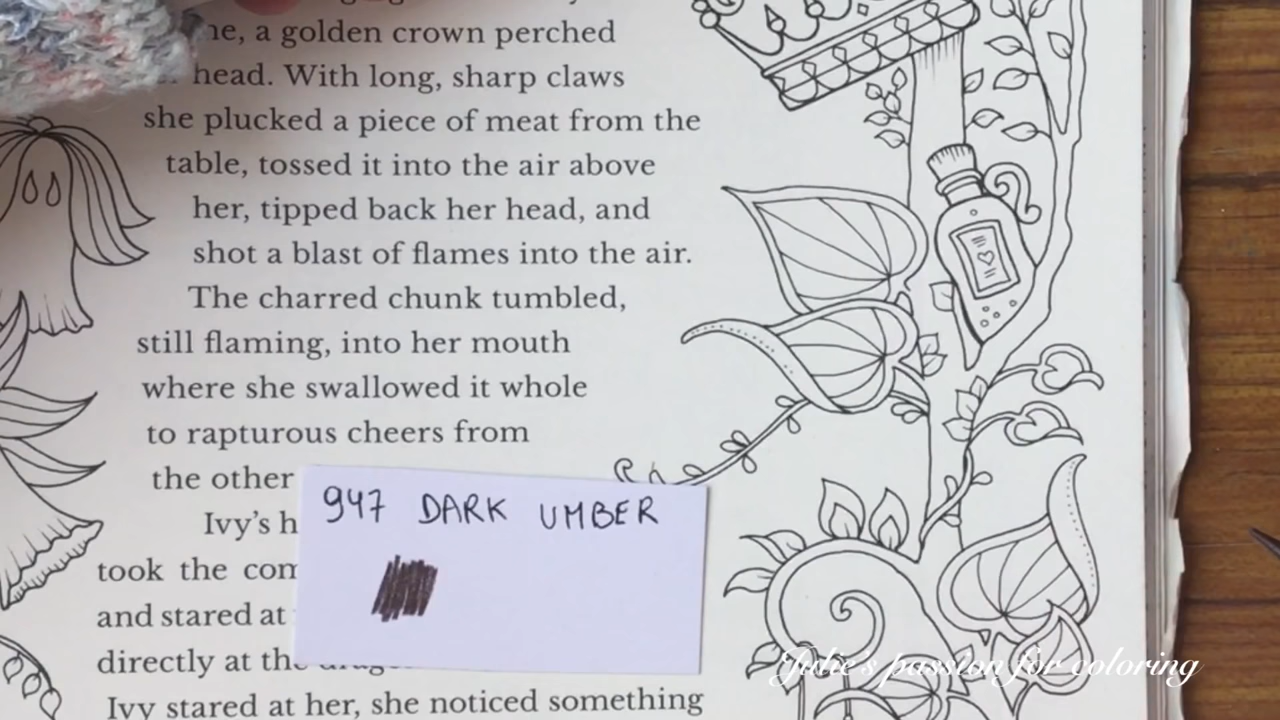 a golden crown perched
head. With long, sharp claws
she plucked a piece of meat from the
table, tossed it into the air above
her, tipped back her head, and
shot a blast of flames into the air.
The charred chunk tumbled,
still flaming, into her mouth
where she swallowed it whole
to rapturous cheers from
the other
Ivy's
took the
and stared at
directly at
Ivy stared at her, she noticed something
947 DARK UMBER
Julie's passion for coloring